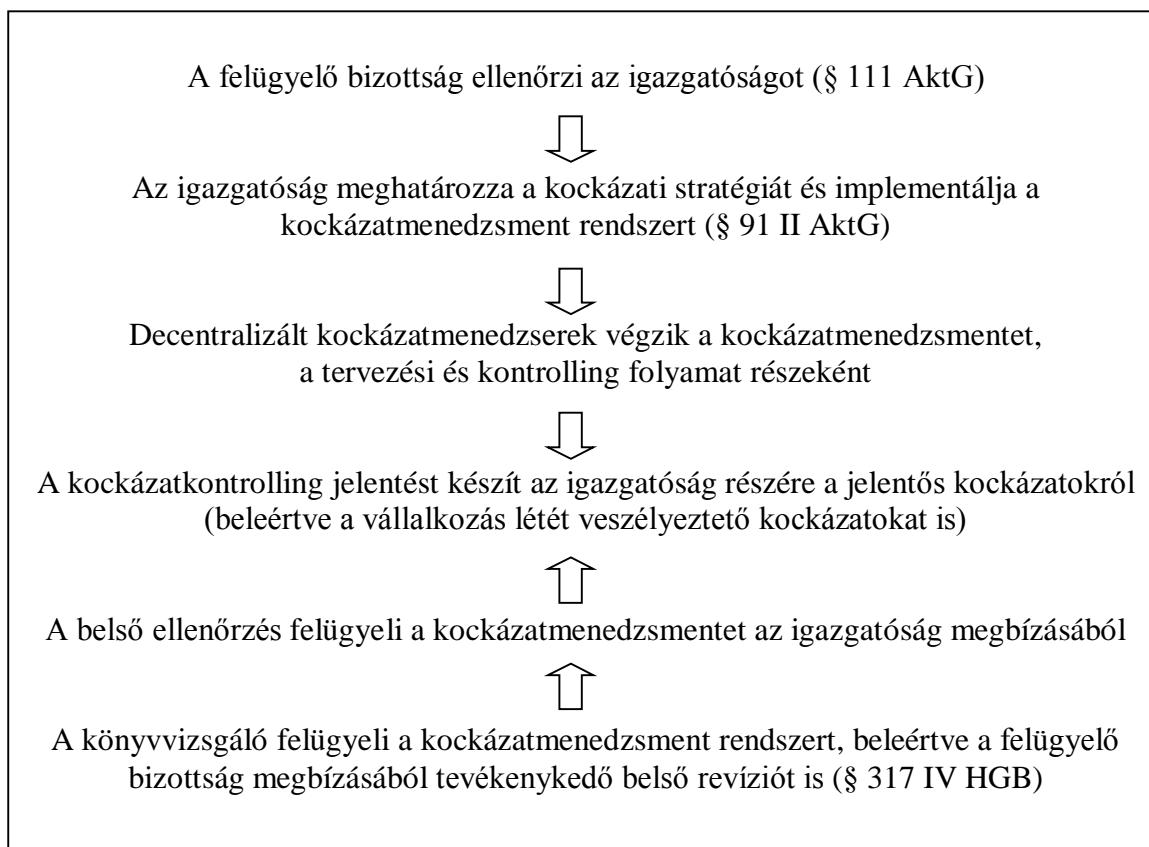 A felügyelő bizottság ellenőrzi az igazgatóságot (§ 111 AktG)
Az igazgatóság meghatározza a kockázati stratégiát és implementálja a
kockázatmenedzsment rendszert (§ 91 II AktG)
Decentralizált kockázatmenedzserek végzik a kockázatmenedzsmentet,
a tervezési és kontrolling folyamat részeként
A kockázatkontrolling jelentést készít az igazgatóság részére a jelentős kockázatokról
(beleértve a vállalkozás létét veszélyeztető kockázatokat is)
A belső ellenőrzés felügyeli a kockázatmenedzsmentet az igazgatóság megbízásából
A könyvvizsgáló felügyeli a kockázatmenedzsment rendszert, beleértve a felügyelő
bizottság megbízásából tevékenykedő belső revíziót is (§ 317 IV HGB)